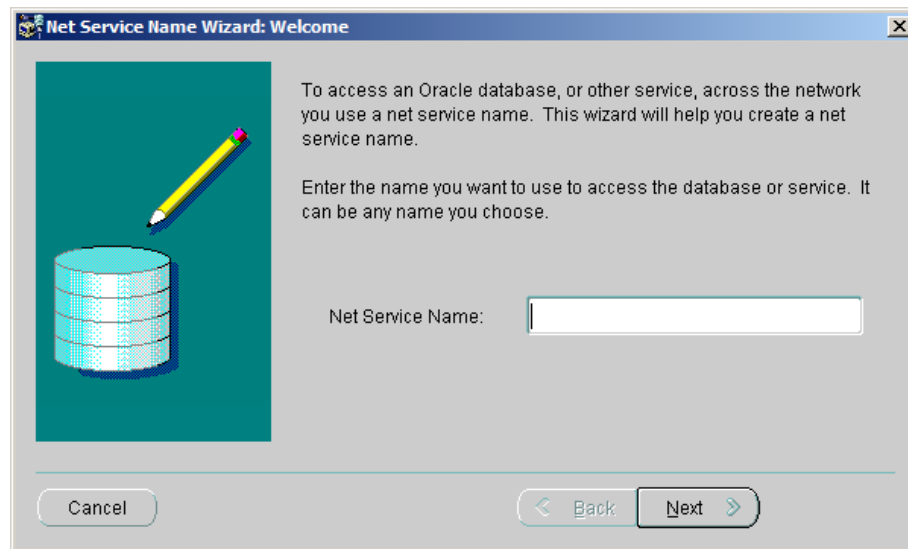 Net Service Name Wizard: Welcome
To access an Oracle database, or other service, across the network
you use a net service name. This wizard will help you create a net
service name.
Enter the name you want to use to access the database or service. It
can be any name you choose.
Net Service Name:
Cancel
Back
Next